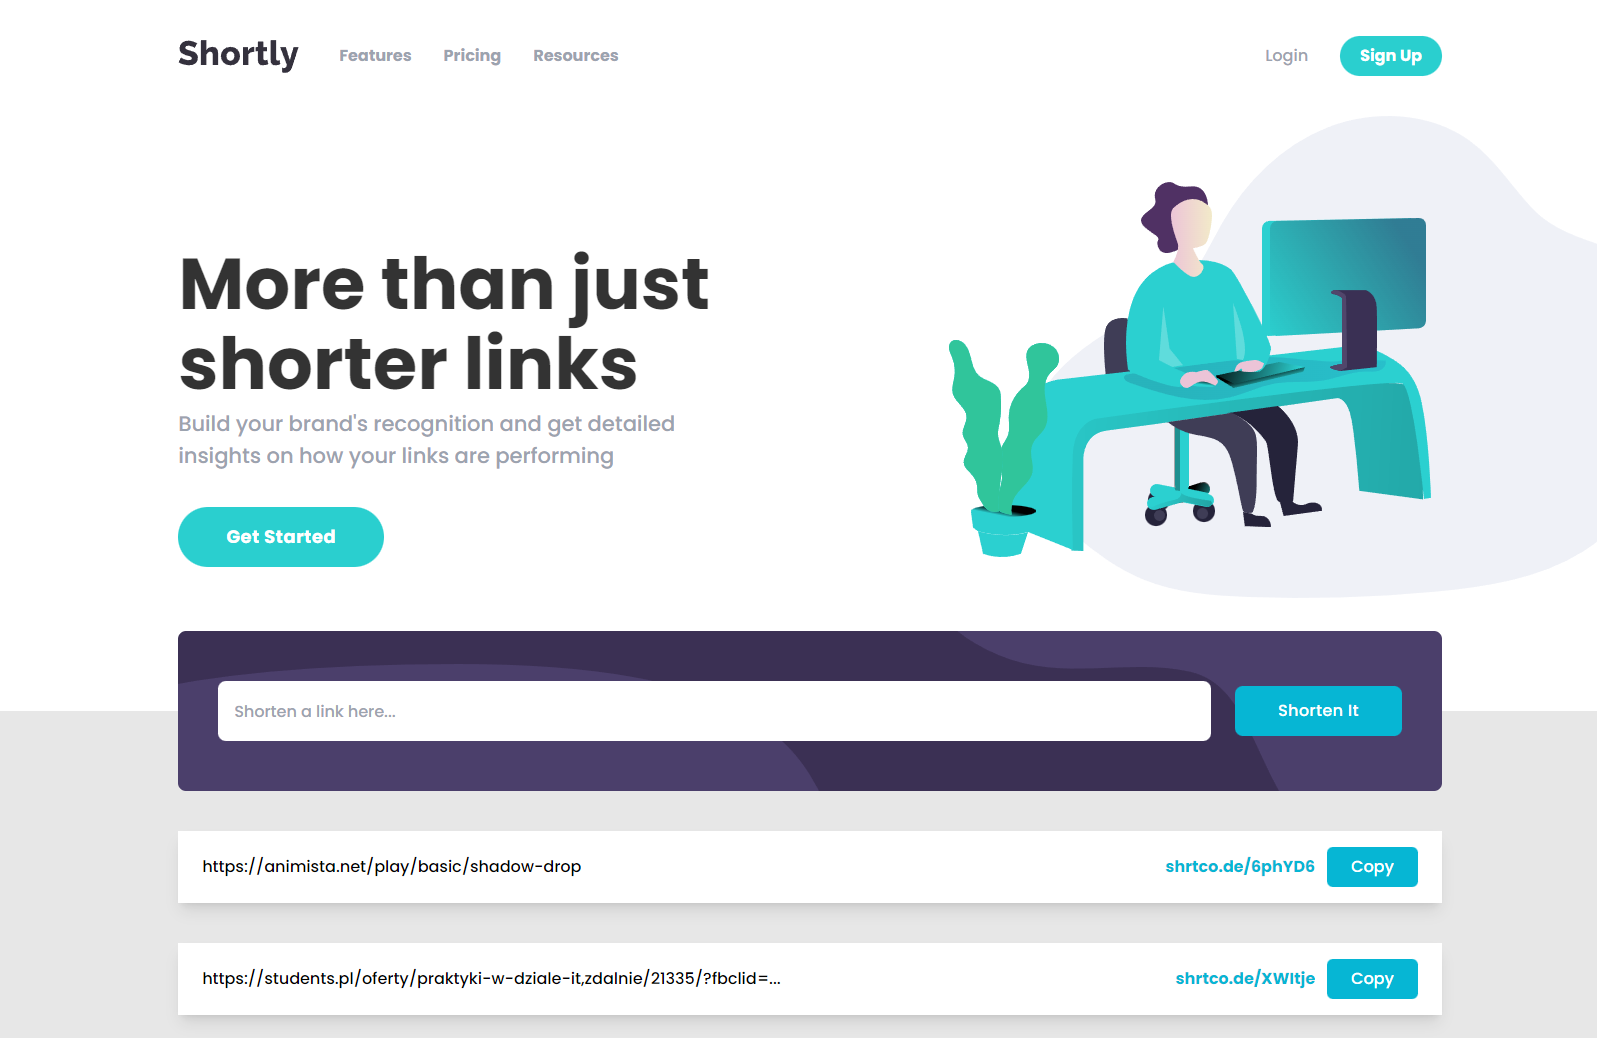 Shortly
Features
Pricing
Resources
Login
Sign Up
More than just
shorter links
Build your brand's recognition and get detailed
insights on how your links are performing
Get Started
Shorten a link here...
Shorten It
https://animista.net/play/basic/shadow-drop
shrtco.de/6phYD6
Copy
https://students.pl/oferty/praktyki-w-dziale-it,zdalnie/21335/?fbclid=...
shrtco.de/XWItje
Copy